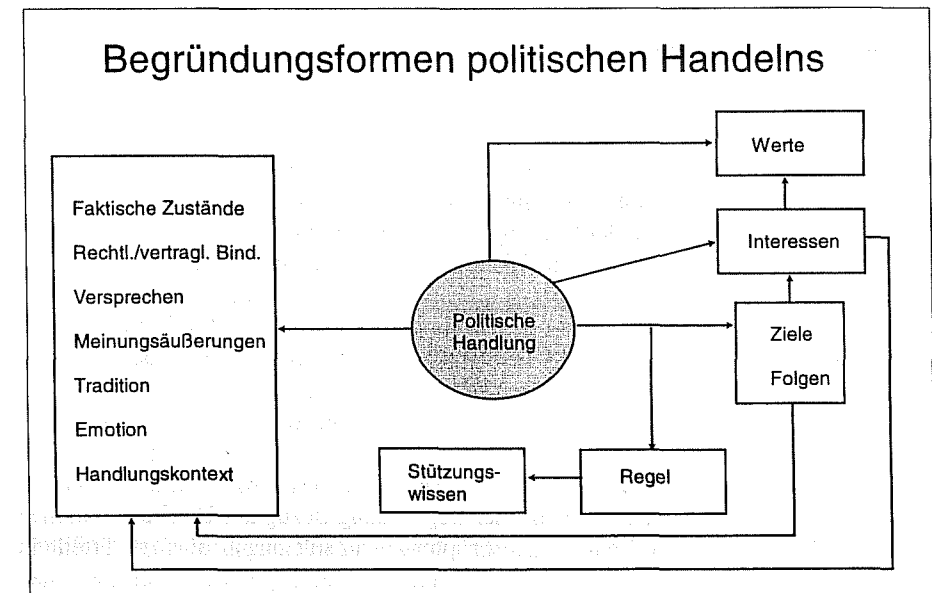 Begründungsformen politischen Handelns
Faktische Zustände
Rechtl./vertragl. Bind.
Versprechen
Meinungsäußerungen
Tradition
Emotion
Handlungskontext
Politische
Handlung
Werte
Interessen
Ziele
Folgen
Stützungs-
wissen
Regel